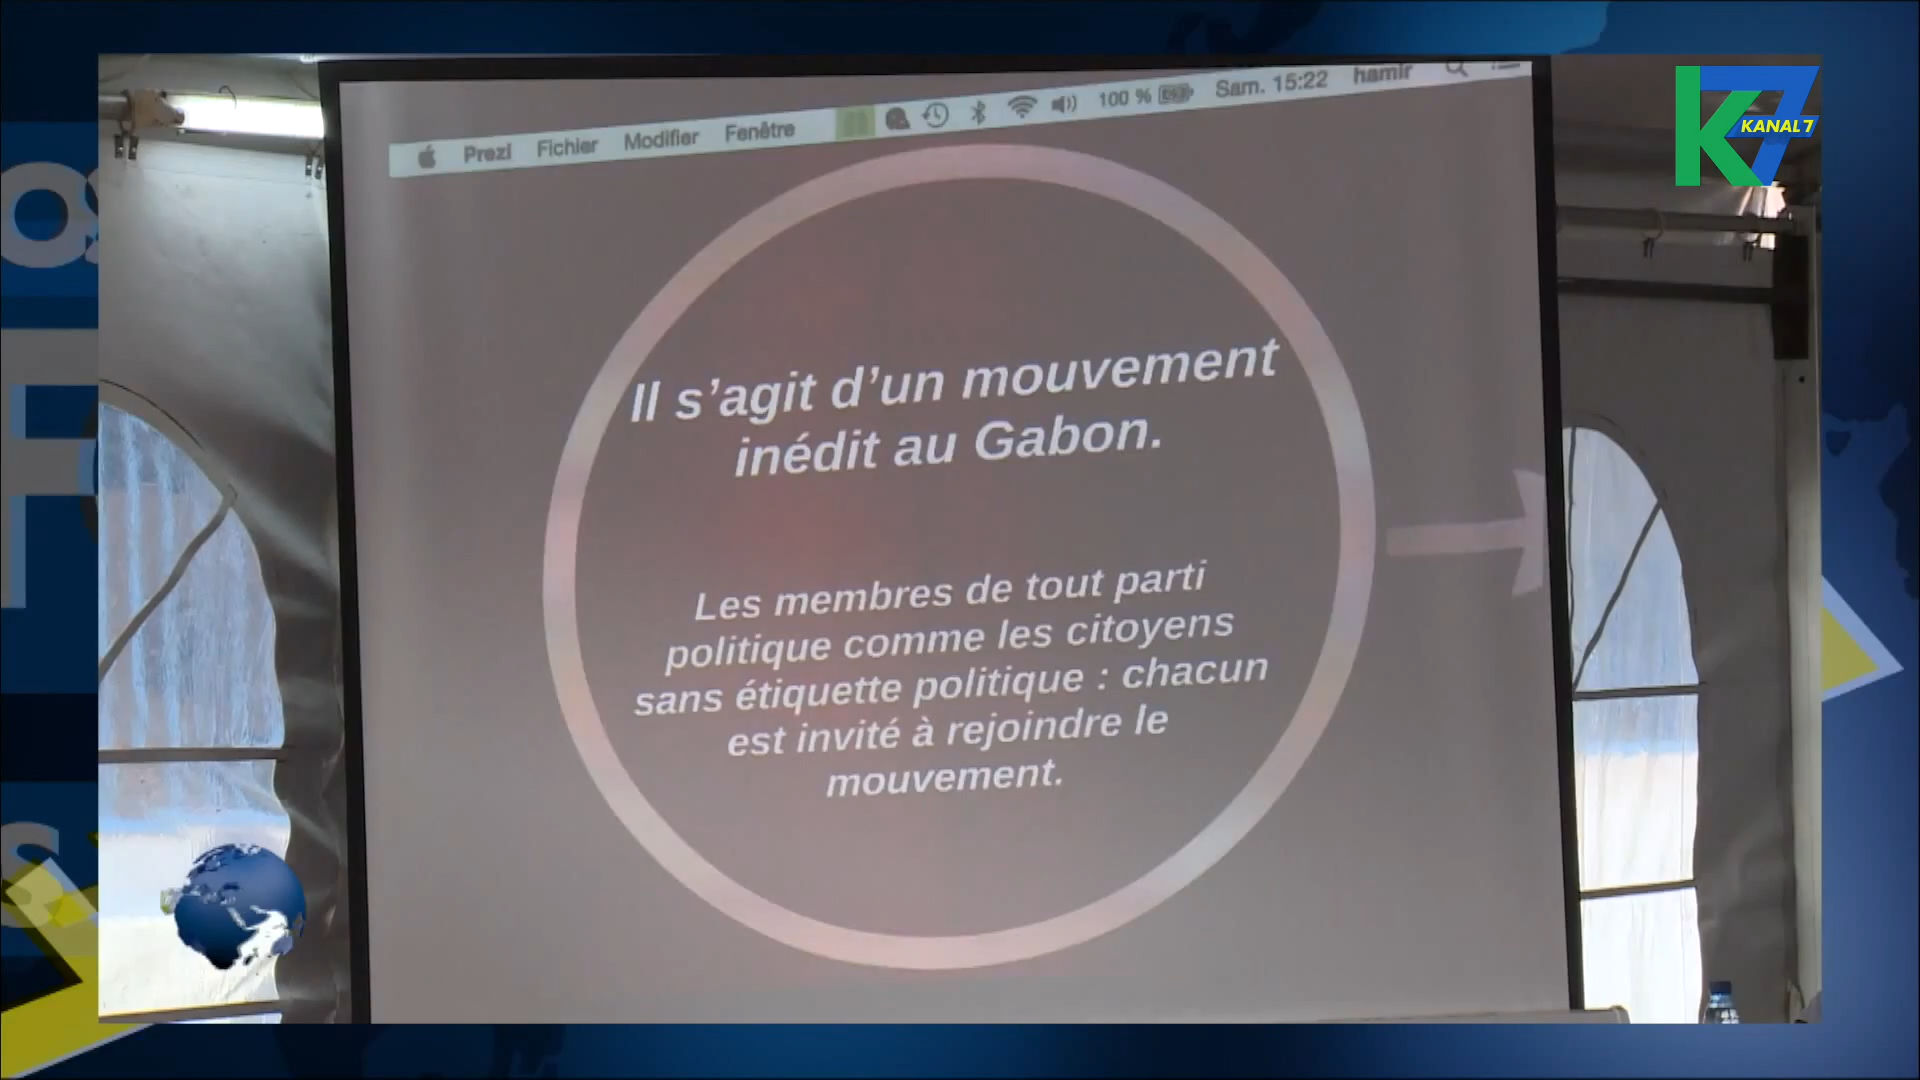 Prezi Fichier Modifier Fenêtre 100 % Sam. 15:22 hamir
K7
KANAL 7
Il s’agit d’un mouvement
inédit au Gabon.
Les membres de tout parti
politique comme les citoyens
sans étiquette politique : chacun
est invité à rejoindre le
mouvement.